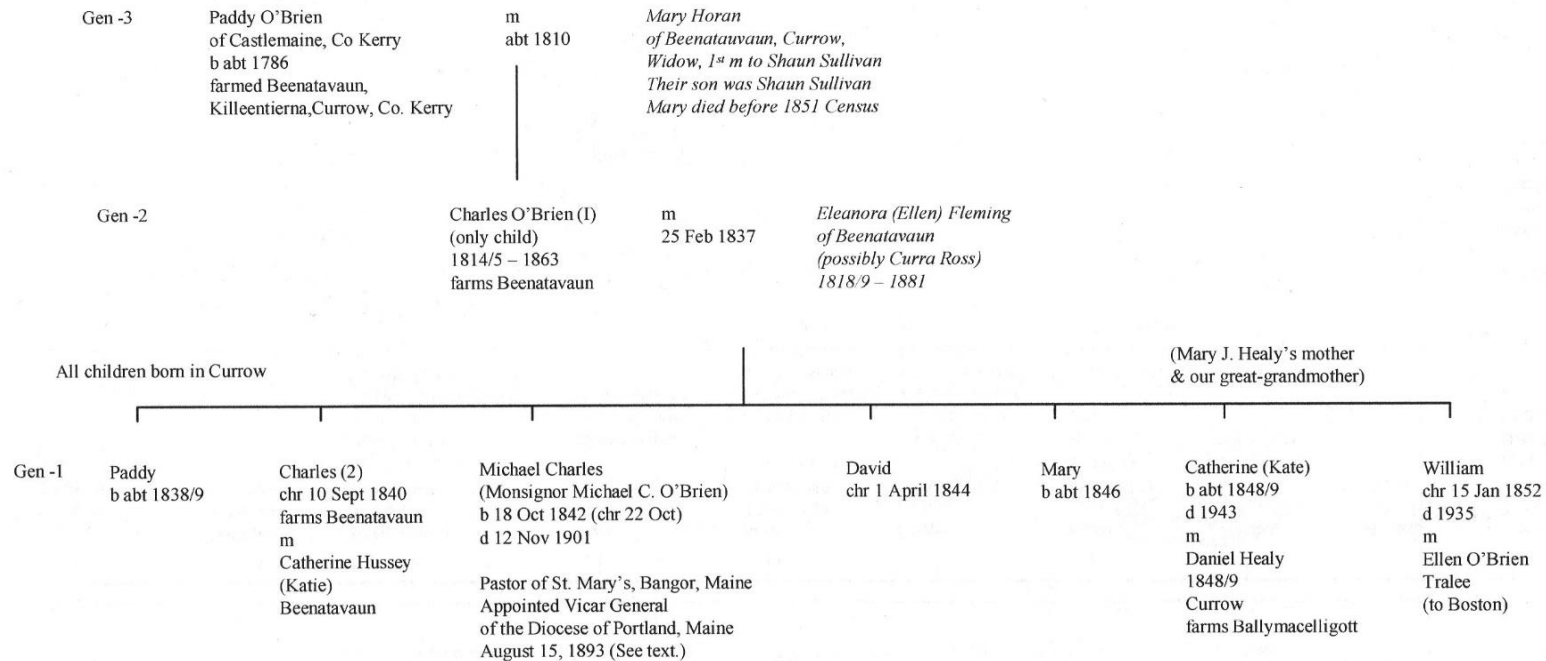 Gen -3
Paddy O'Brien
of Castlemaine, Co Kerry
b abt 1786
farmed Beenatavaun,
Killeentierna,Currow, Co. Kerry
m
abt 1810
Mary Horan
of Beenatauvaun, Currow,
Widow, 1st m to Shaun Sullivan
Their son was Shaun Sullivan
Mary died before 1851 Census
Gen -2
Charles O'Brien (I)
(only child)
1814/5 – 1863
farms Beenatavaun
m
25 Feb 1837
Eleanora (Ellen) Fleming
of Beenatavaun
(possibly Curra Ross)
1818/9 – 1881
All children born in Currow
(Mary J. Healy's mother
& our great-grandmother)
Gen -1
Paddy
b abt 1838/9
Charles (2)
chr 10 Sept 1840
farms Beenatavaun
m
Catherine Hussey
(Katie)
Beenatavaun
Michael Charles
(Monsignor Michael C. O'Brien)
b 18 Oct 1842 (chr 22 Oct)
d 12 Nov 1901
Pastor of St. Mary's, Bangor, Maine
Appointed Vicar General
of the Diocese of Portland, Maine
August 15, 1893 (See text.)
David
chr 1 April 1844
Mary
b abt 1846
Catherine (Kate)
b abt 1848/9
d 1943
m
Daniel Healy
1848/9
Currow
farms Ballymacelligott
William
chr 15 Jan 1852
d 1935
m
Ellen O'Brien
Tralee
(to Boston)